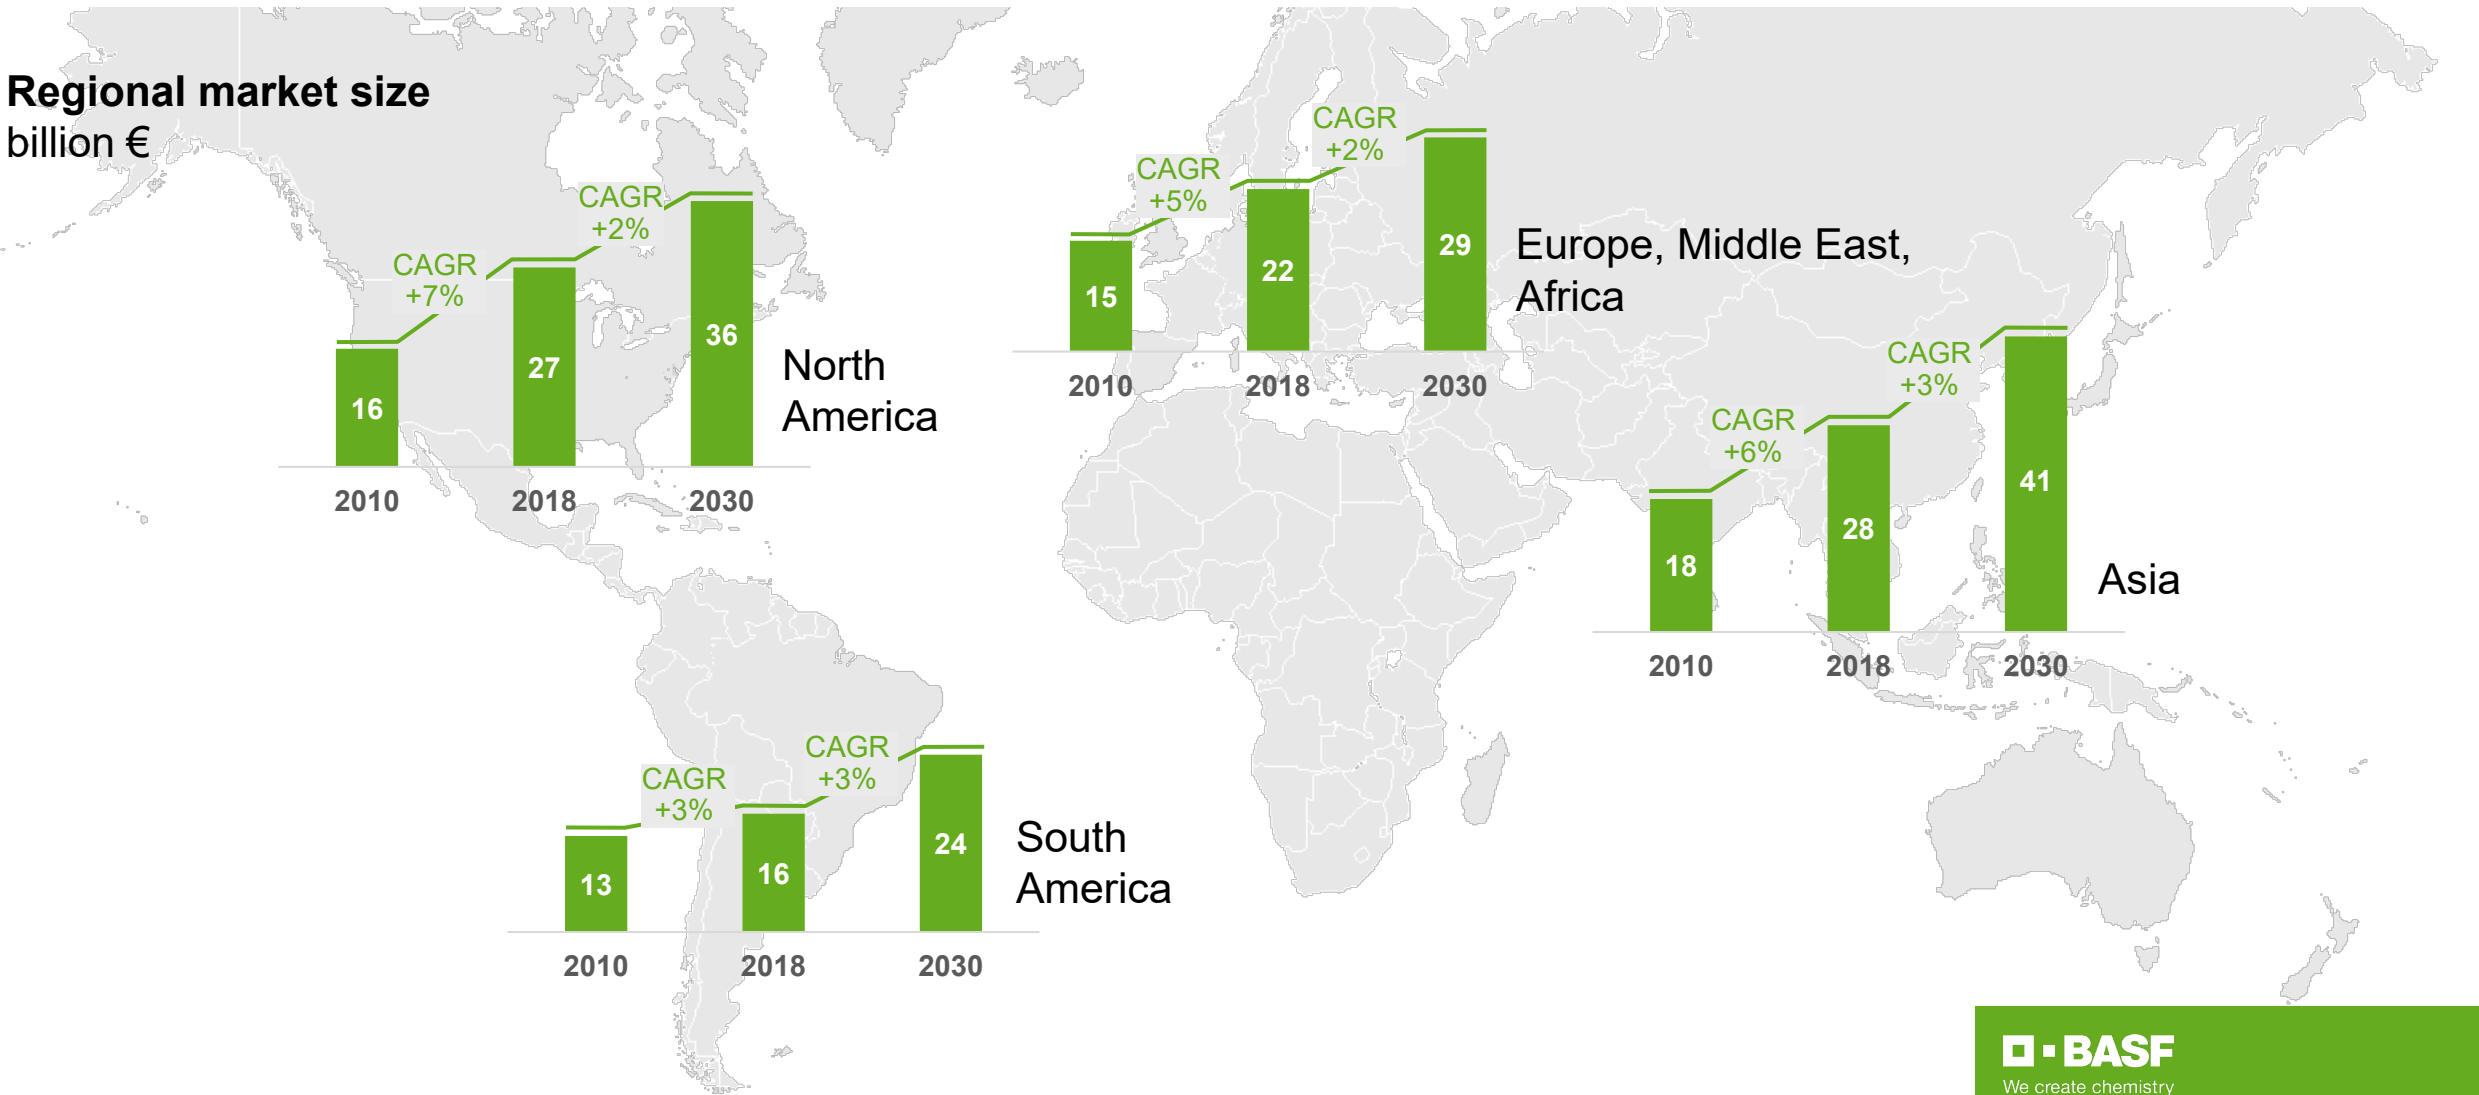 Regional market size
billion €
CAGR
+7%
CAGR
+2%
16
27
36
2010
2018
2030
North
America
CAGR
+5%
CAGR
+2%
15
22
29
2010
2018
2030
Europe, Middle East,
Africa
CAGR
+6%
CAGR
+3%
18
28
41
2010
2018
2030
Asia
CAGR
+3%
CAGR
+3%
13
16
24
2010
2018
2030
South
America
BASF
We create chemistry